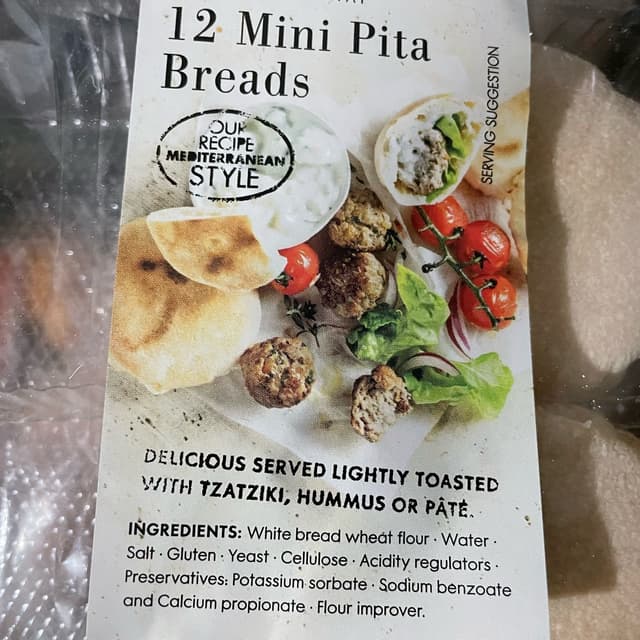 12 Mini Pita
Breads
SERVING SUGGESTION
OUR
RECIPE
MEDITERRANEAN
STYLE
DELICIOUS SERVED LIGHTLY TOASTED
WITH TZATZIKI, HUMMUS OR PÂTÉ.
INGREDIENTS: White bread wheat flour · Water ·
Salt · Gluten · Yeast · Cellulose · Acidity regulators ·
Preservatives: Potassium sorbate · Sodium benzoate
and Calcium propionate · Flour improver.